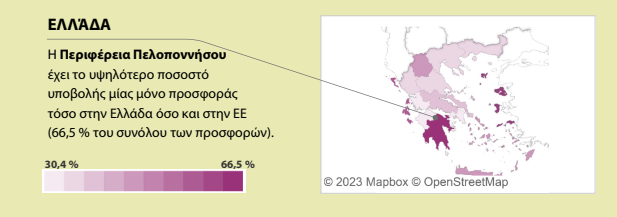 ΕΛΛΆΔΑ
Η Περιφέρεια Πελοποννήσου
έχει το υψηλότερο ποσοστό
υποβολής μίας μόνο προσφοράς
τόσο στην Ελλάδα όσο και στην ΕΕ
(66,5 % του συνόλου των προσφορών).
30,4 % 66,5 %
© 2023 Mapbox © OpenStreetMap